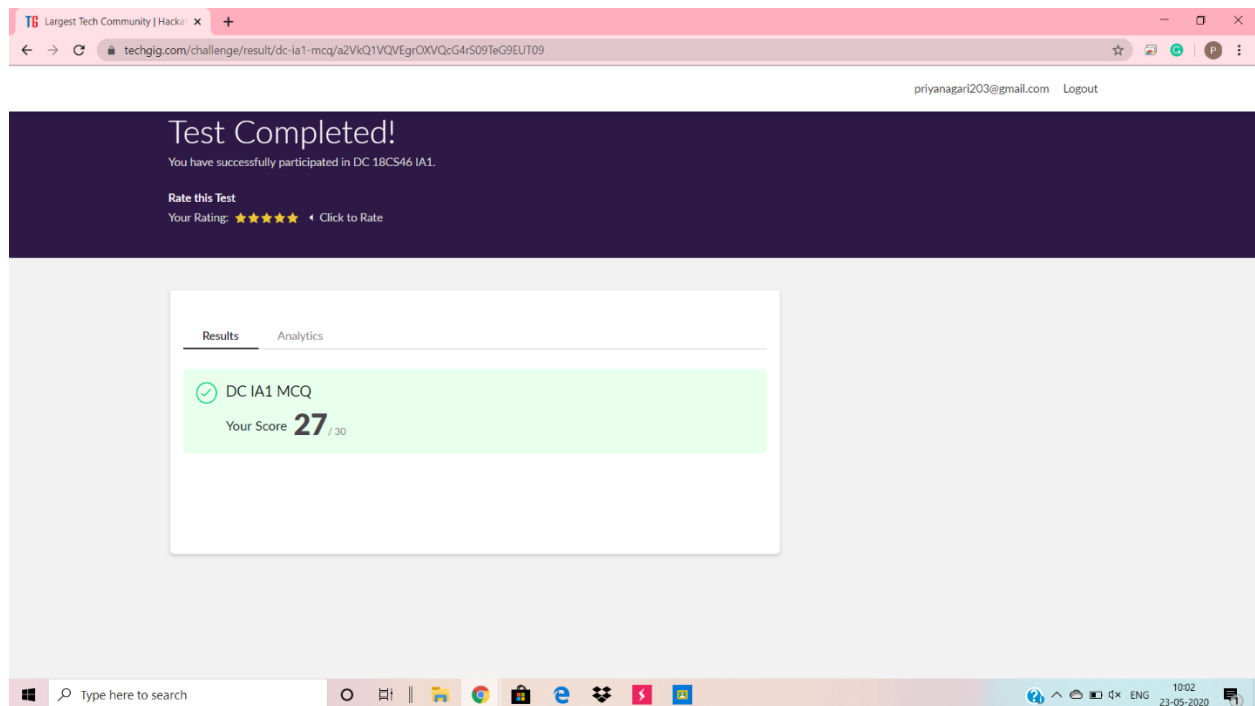 TG Largest Tech Community | Hacka
techgig.com/challenge/result/dc-ia1-mcq/a2VkQ1VQVEgrOXVQcG4rS09TeG9EUT09
P
priyanagari203@gmail.com Logout
Test Completed!
You have successfully participated in DC 18CS46 IA1.
Rate this Test
Your Rating: Click to Rate
Results Analytics
DC IA1 MCQ
Your Score 27 / 30
Type here to search
ENG
10:02
23-05-2020